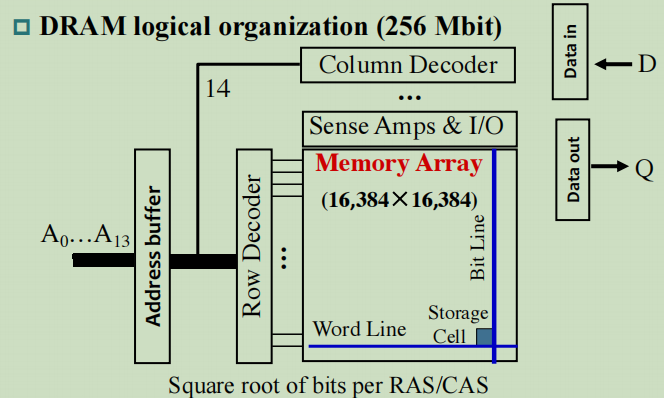 DRAM logical organization (256 Mbit)
Column Decoder
Data in
D
14
...
Sense Amps & I/O
Data out
Q
Memory Array
(16,384×16,384)
A0...A13
Address buffer
Row Decoder
...
Bit Line
Storage
Cell
Word Line
Square root of bits per RAS/CAS